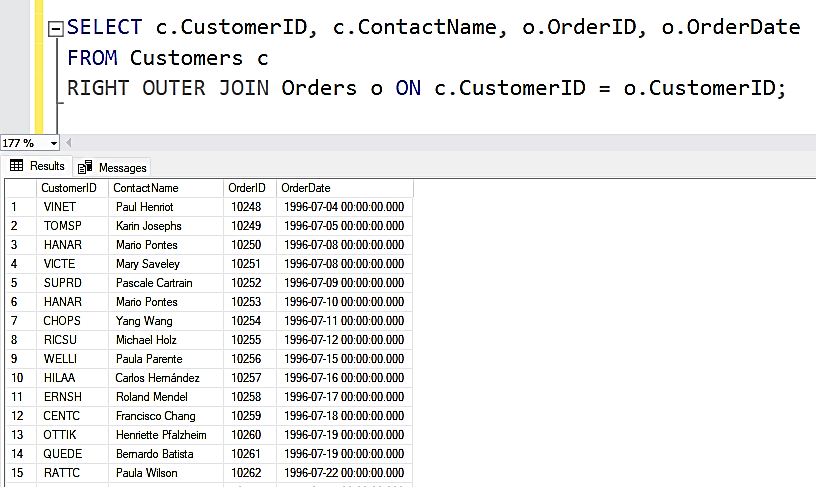 SELECT c.CustomerID, c.ContactName, o.OrderID, o.OrderDate
FROM Customers c
RIGHT OUTER JOIN Orders o ON c.CustomerID = o.CustomerID;
177 %
Results Messages
CustomerID ContactName OrderID OrderDate
1 VINET Paul Henriot 10248 1996-07-04 00:00:00.000
2 TOMSP Karin Josephs 10249 1996-07-05 00:00:00.000
3 HANAR Mario Pontes 10250 1996-07-08 00:00:00.000
4 VICTE Mary Saveley 10251 1996-07-08 00:00:00.000
5 SUPRD Pascale Cartrain 10252 1996-07-09 00:00:00.000
6 HANAR Mario Pontes 10253 1996-07-10 00:00:00.000
7 CHOPS Yang Wang 10254 1996-07-11 00:00:00.000
8 RICSU Michael Holz 10255 1996-07-12 00:00:00.000
9 WELLI Paula Parente 10256 1996-07-15 00:00:00.000
10 HILAA Carlos Hernández 10257 1996-07-16 00:00:00.000
11 ERNSH Roland Mendel 10258 1996-07-17 00:00:00.000
12 CENTC Francisco Chang 10259 1996-07-18 00:00:00.000
13 OTTIK Henriette Pfalzheim 10260 1996-07-19 00:00:00.000
14 QUEDE Bernardo Batista 10261 1996-07-19 00:00:00.000
15 RATTC Paula Wilson 10262 1996-07-22 00:00:00.000